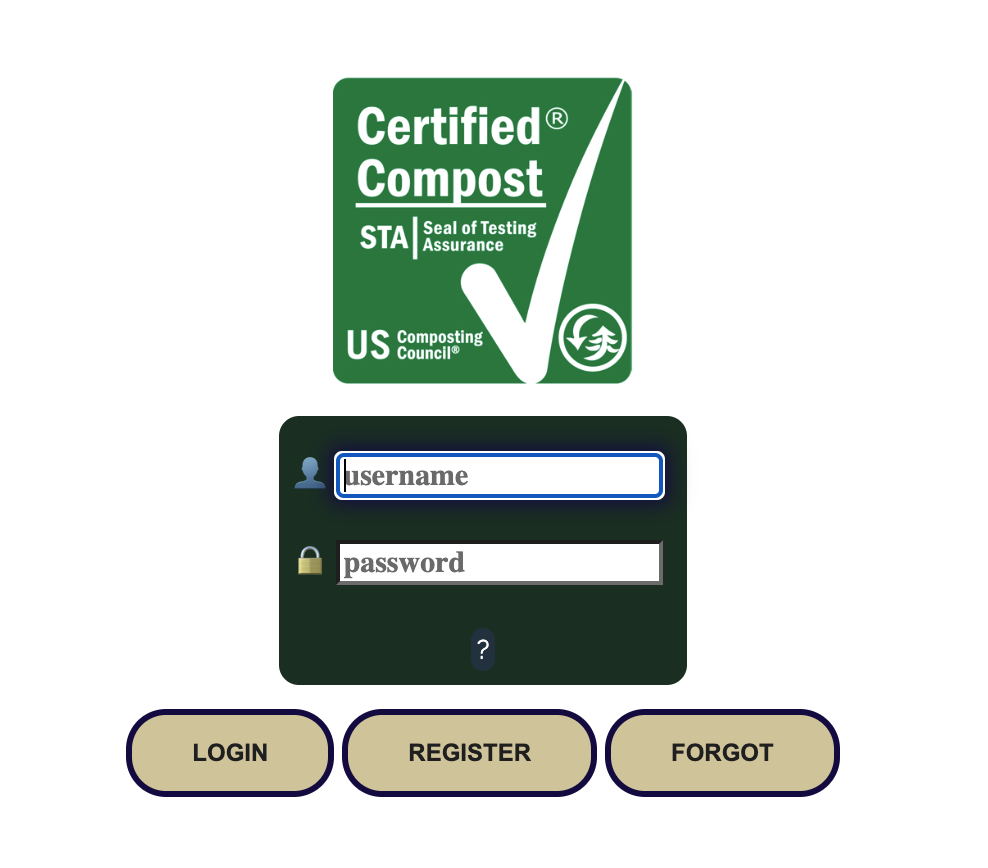 Certified®
Compost
STA | Seal of Testing
Assurance
US Composting
Council®
username
password
?
LOGIN REGISTER FORGOT